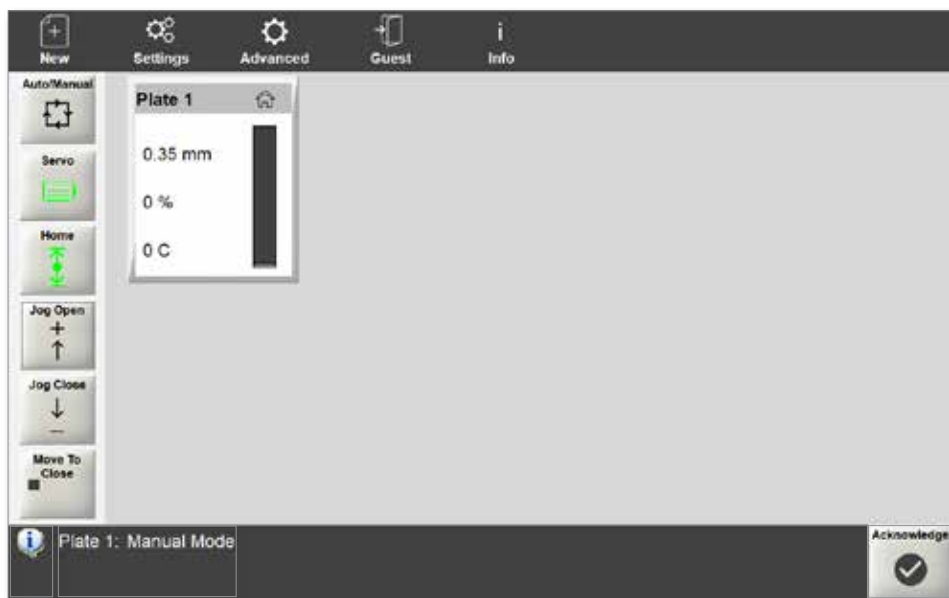 New Settings Advanced Guest Info
Auto/Manual
Plate 1
0.35 mm
Servo
0 %
Home
0 C
Jog Open
Jog Close
Move To
Close
Plate 1: Manual Mode
Acknowledge